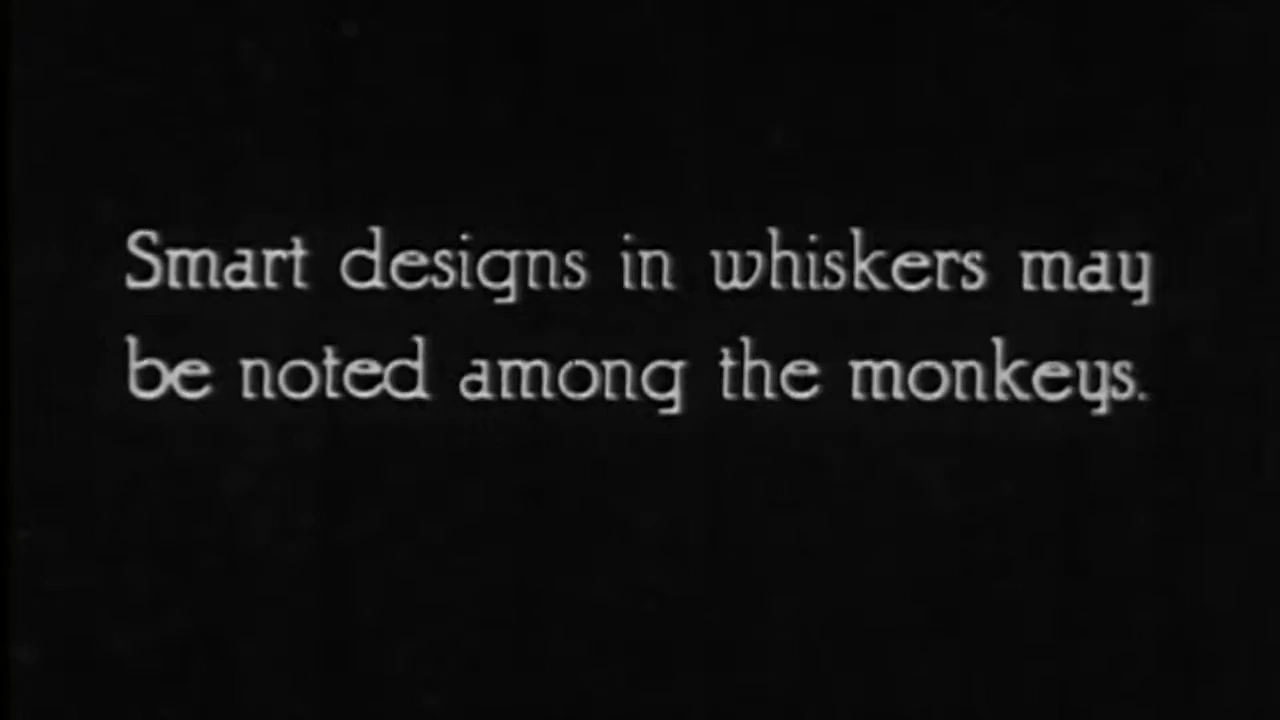 Smart designs in whiskers may
be noted among the monkeys.